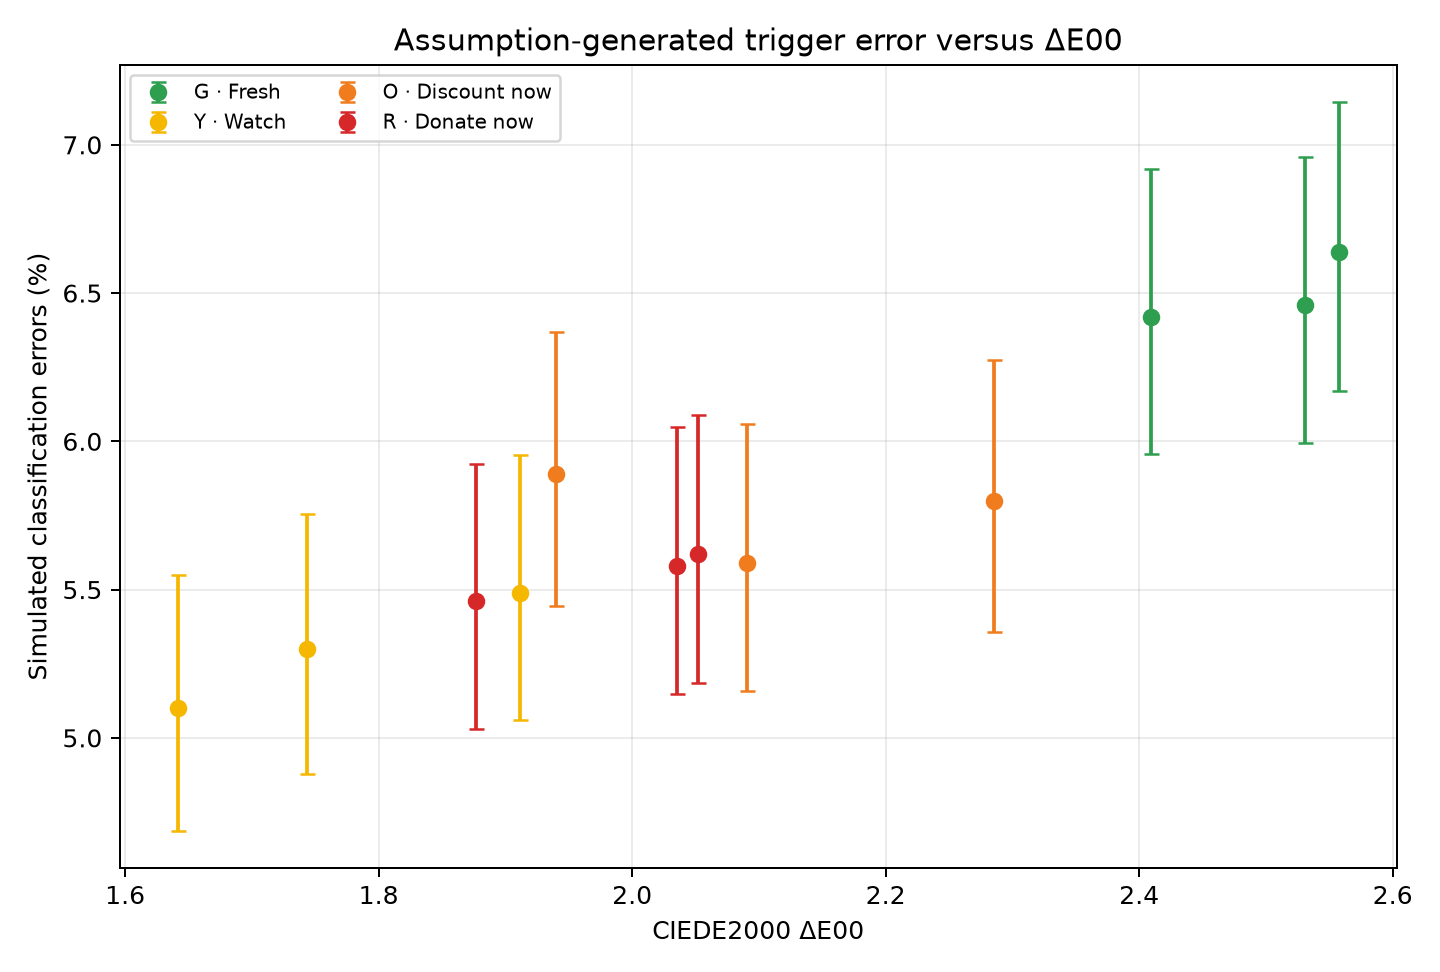 Assumption-generated trigger error versus ΔE00
G · Fresh
Y · Watch
O · Discount now
R · Donate now
Simulated classification errors (%)
7.0
6.5
6.0
5.5
5.0
1.6 1.8 2.0 2.2 2.4 2.6
CIEDE2000 ΔE00